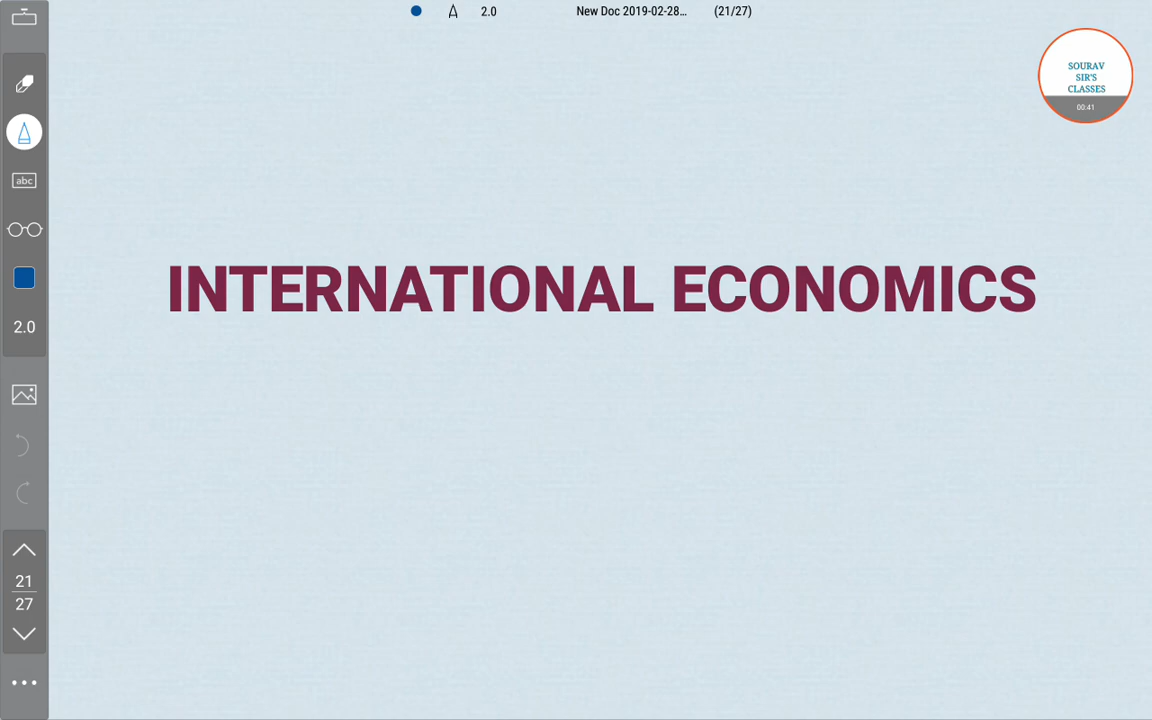 2.0 New Doc 2019-02-28... (21/27)
SOURAV
SIR'S
CLASSES
00:41
abc
INTERNATIONAL ECONOMICS
2.0
21
27